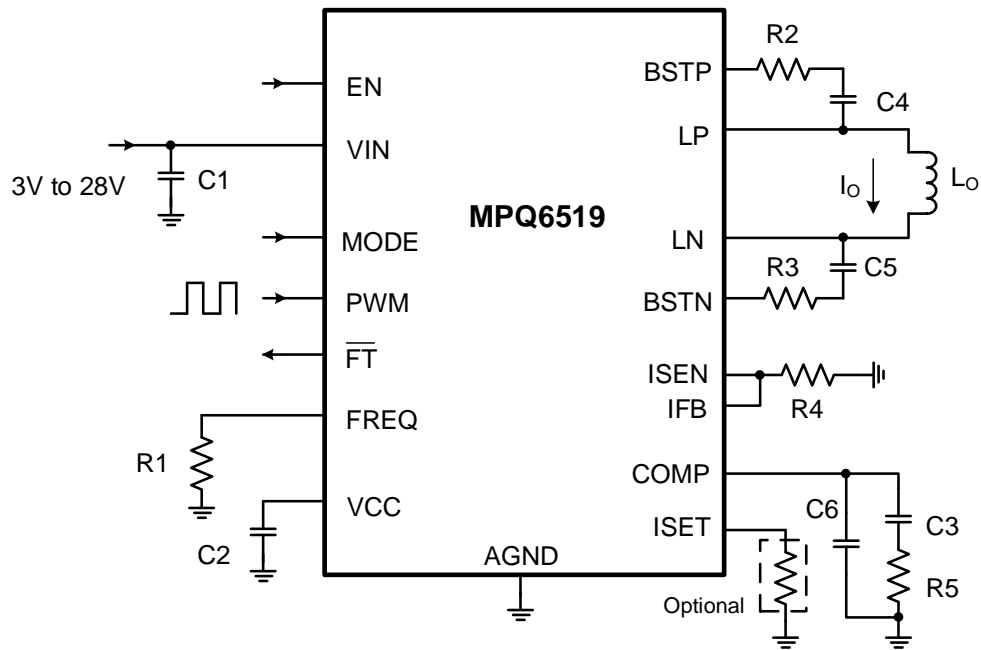 EN
VIN
3V to 28V
C1
MODE
PWM
FT
FREQ
R1
VCC
C2
AGND
MPQ6519
BSTP
R2
C4
LP
IO
LO
LN
C5
R3
BSTN
ISEN
IFB
R4
COMP
C6
C3
ISET
R5
Optional